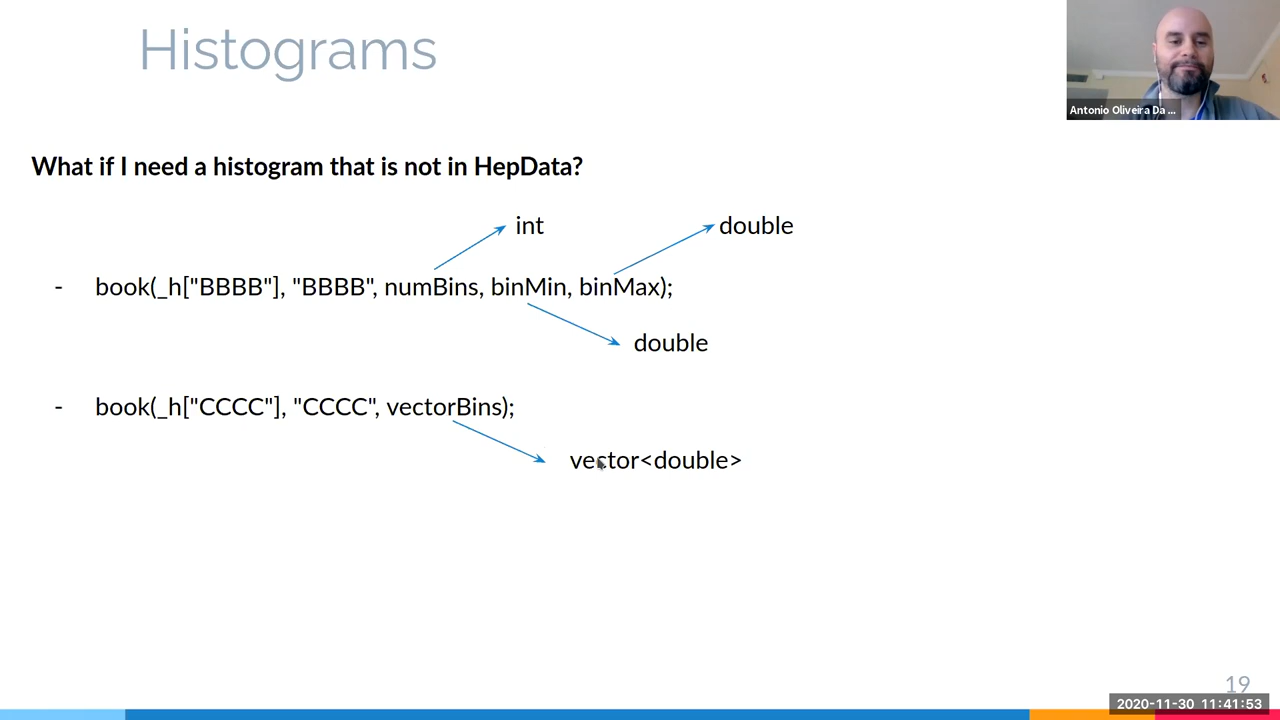 Histograms
Antonio Oliveira Da ...
What if I need a histogram that is not in HepData?
int
double
- book(_h["BBBB"], "BBBB", numBins, binMin, binMax);
double
- book(_h["CCCC"], "CCCC", vectorBins);
vector<double>
19
2020-11-30 11:41:53